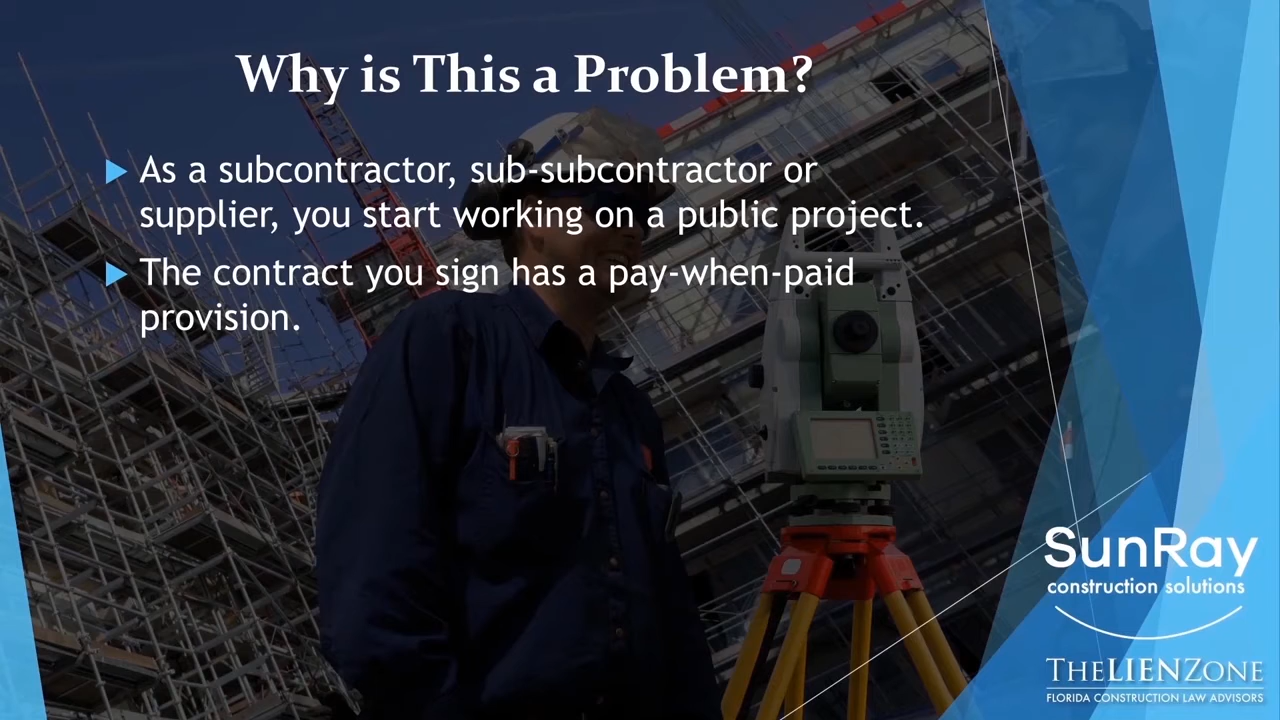 Why is This a Problem?
As a subcontractor, sub-subcontractor or
supplier, you start working on a public project.
The contract you sign has a pay-when-paid
provision.
SunRay
construction solutions
THELIENZONE
FLORIDA CONSTRUCTION LAW ADVISORS